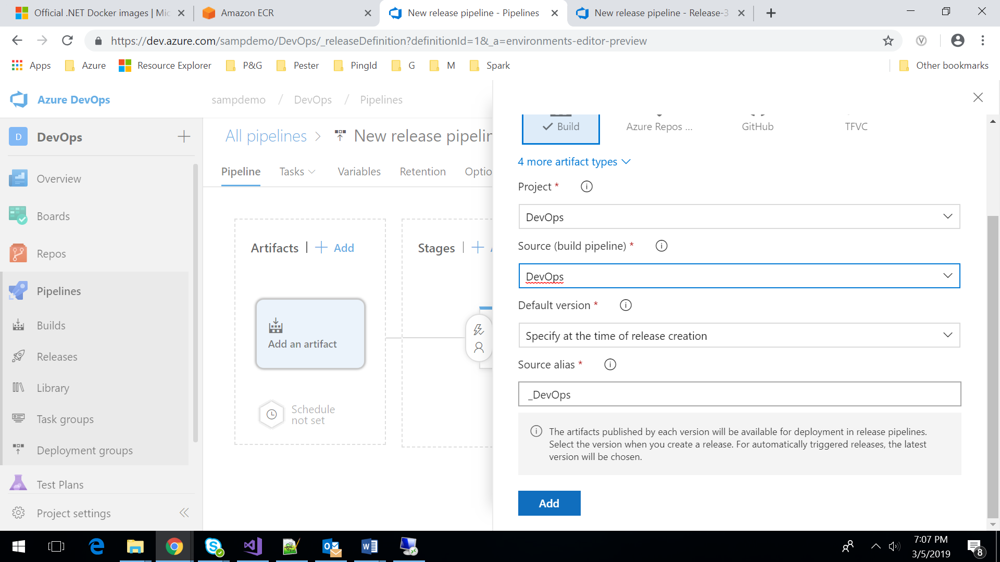 Official .NET Docker images | Mic
Amazon ECR
New release pipeline - Pipelines
New release pipeline - Release-3
https://dev.azure.com/sampdemo/DevOps/_releaseDefinition?definitionId=1&_a=environments-editor-preview
Apps
Azure
Resource Explorer
P&G
Pester
PingId
G
M
Spark
Other bookmarks
Azure DevOps
sampdemo / DevOps / Pipelines
D
DevOps
Overview
Boards
Repos
Pipelines
Builds
Releases
Library
Task groups
Deployment groups
Test Plans
Project settings
All pipelines > New release pipelin
Pipeline
Tasks
Variables
Retention
Optio
Artifacts | + Add
Add an artifact
Schedule
not set
Stages | + A
Build
Azure Repos ...
GitHub
TFVC
4 more artifact types
Project *
DevOps
Source (build pipeline) *
DevOps
Default version *
Specify at the time of release creation
Source alias *
_DevOps
The artifacts published by each version will be available for deployment in release pipelines.
Select the version when you create a release. For automatically triggered releases, the latest
version will be chosen.
Add
7:07 PM
3/5/2019
8